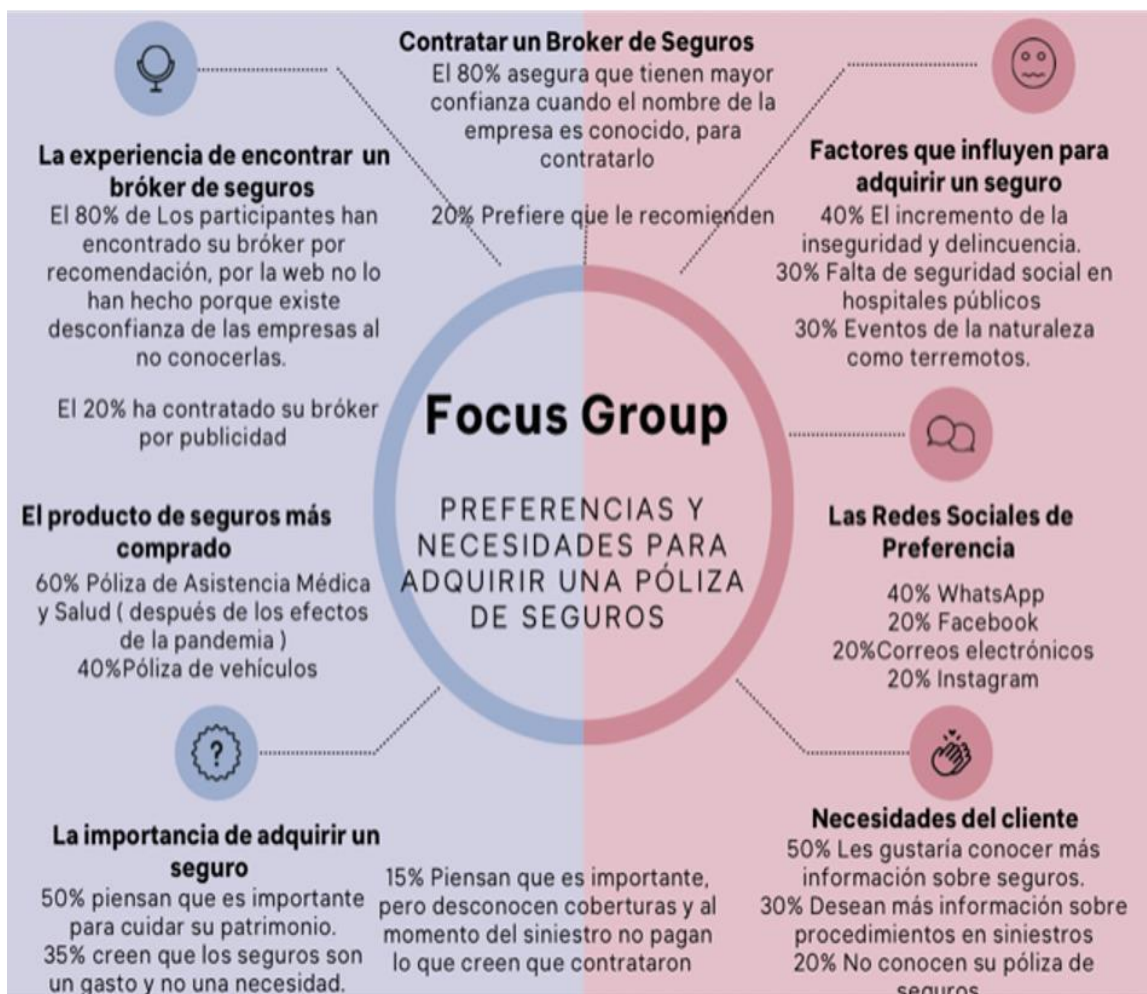 Contratar un Broker de Seguros
El 80% asegura que tienen mayor
confianza cuando el nombre de la
empresa es conocido, para
contratarlo
20% Prefiere que le recomienden
La experiencia de encontrar un
bróker de seguros
El 80% de Los participantes han
encontrado su bróker por
recomendación, por la web no lo
han hecho porque existe
desconfianza de las empresas al
no conocerlas.
El 20% ha contratado su bróker
por publicidad
Factores que influyen para
adquirir un seguro
40% El incremento de la
inseguridad y delincuencia.
30% Falta de seguridad social en
hospitales públicos
30% Eventos de la naturaleza
como terremotos.
Focus Group
PREFERENCIAS Y
NECESIDADES PARA
ADQUIRIR UNA PÓLIZA
DE SEGUROS
El producto de seguros más
comprado
60% Póliza de Asistencia Médica
y Salud ( después de los efectos
de la pandemia )
40%Póliza de vehículos
Las Redes Sociales de
Preferencia
40% WhatsApp
20% Facebook
20%Correos electrónicos
20% Instagram
?
La importancia de adquirir un
seguro
50% piensan que es importante
para cuidar su patrimonio.
35% creen que los seguros son
un gasto y no una necesidad.
15% Piensan que es importante,
pero desconocen coberturas y al
momento del siniestro no pagan
lo que creen que contrataron
Necesidades del cliente
50% Les gustaría conocer más
información sobre seguros.
30% Desean más información sobre
procedimientos en siniestros
20% No conocen su póliza de
seguros